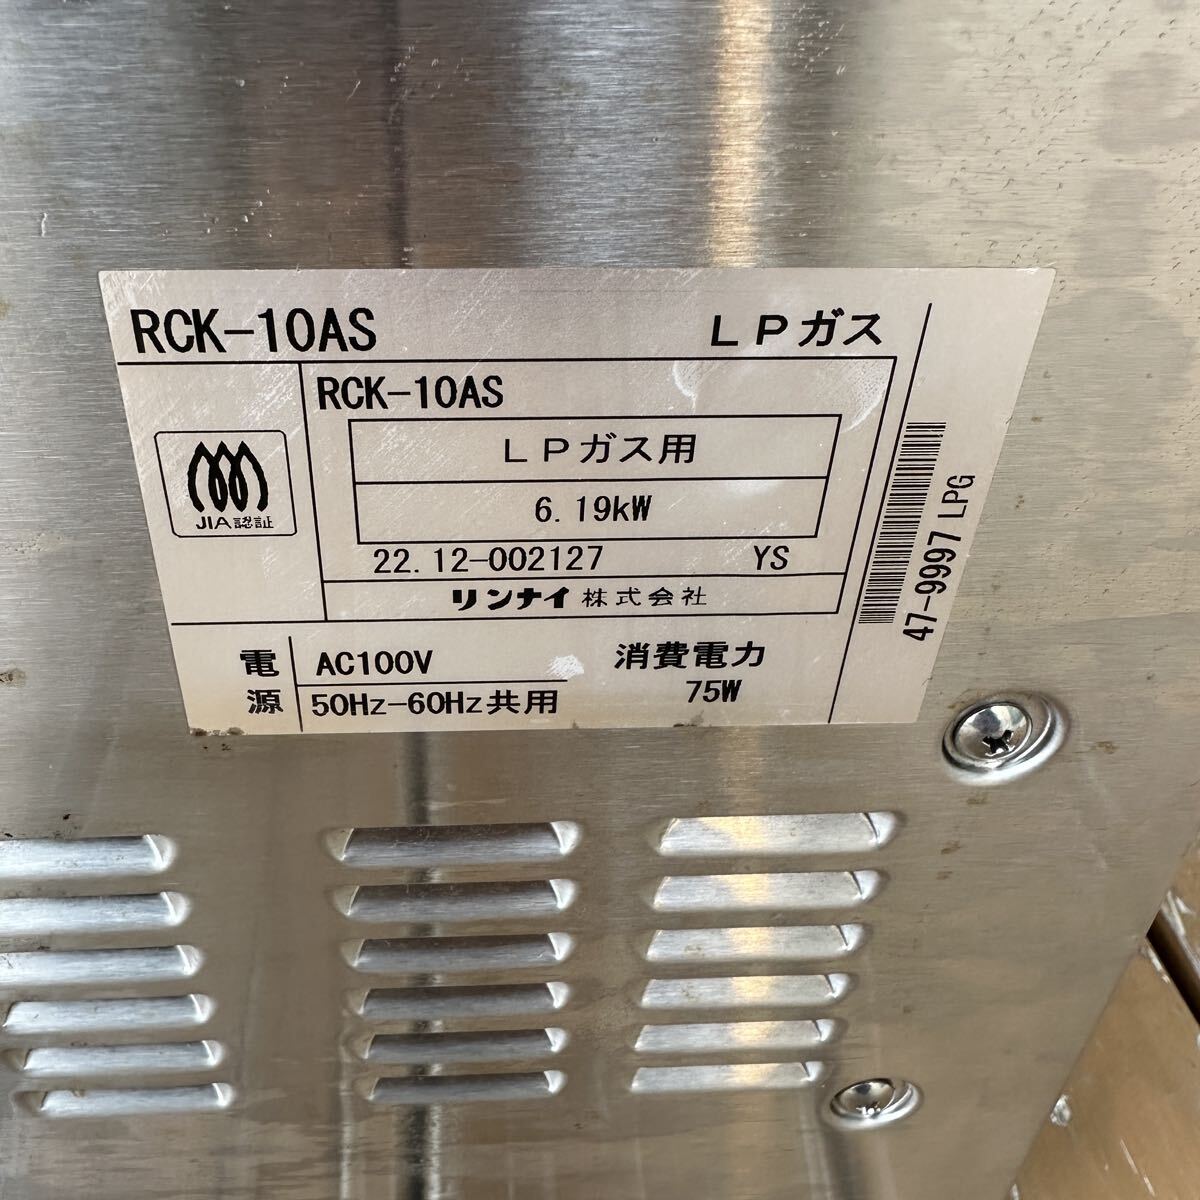 RCK-10AS LPガス
RCK-10AS
LPガス用
6.19kW
22.12-002127 YS
リンナイ株式会社
JIA認証
電源
AC100V
50Hz-60Hz共用
消費電力
75W
47-9997 LPG